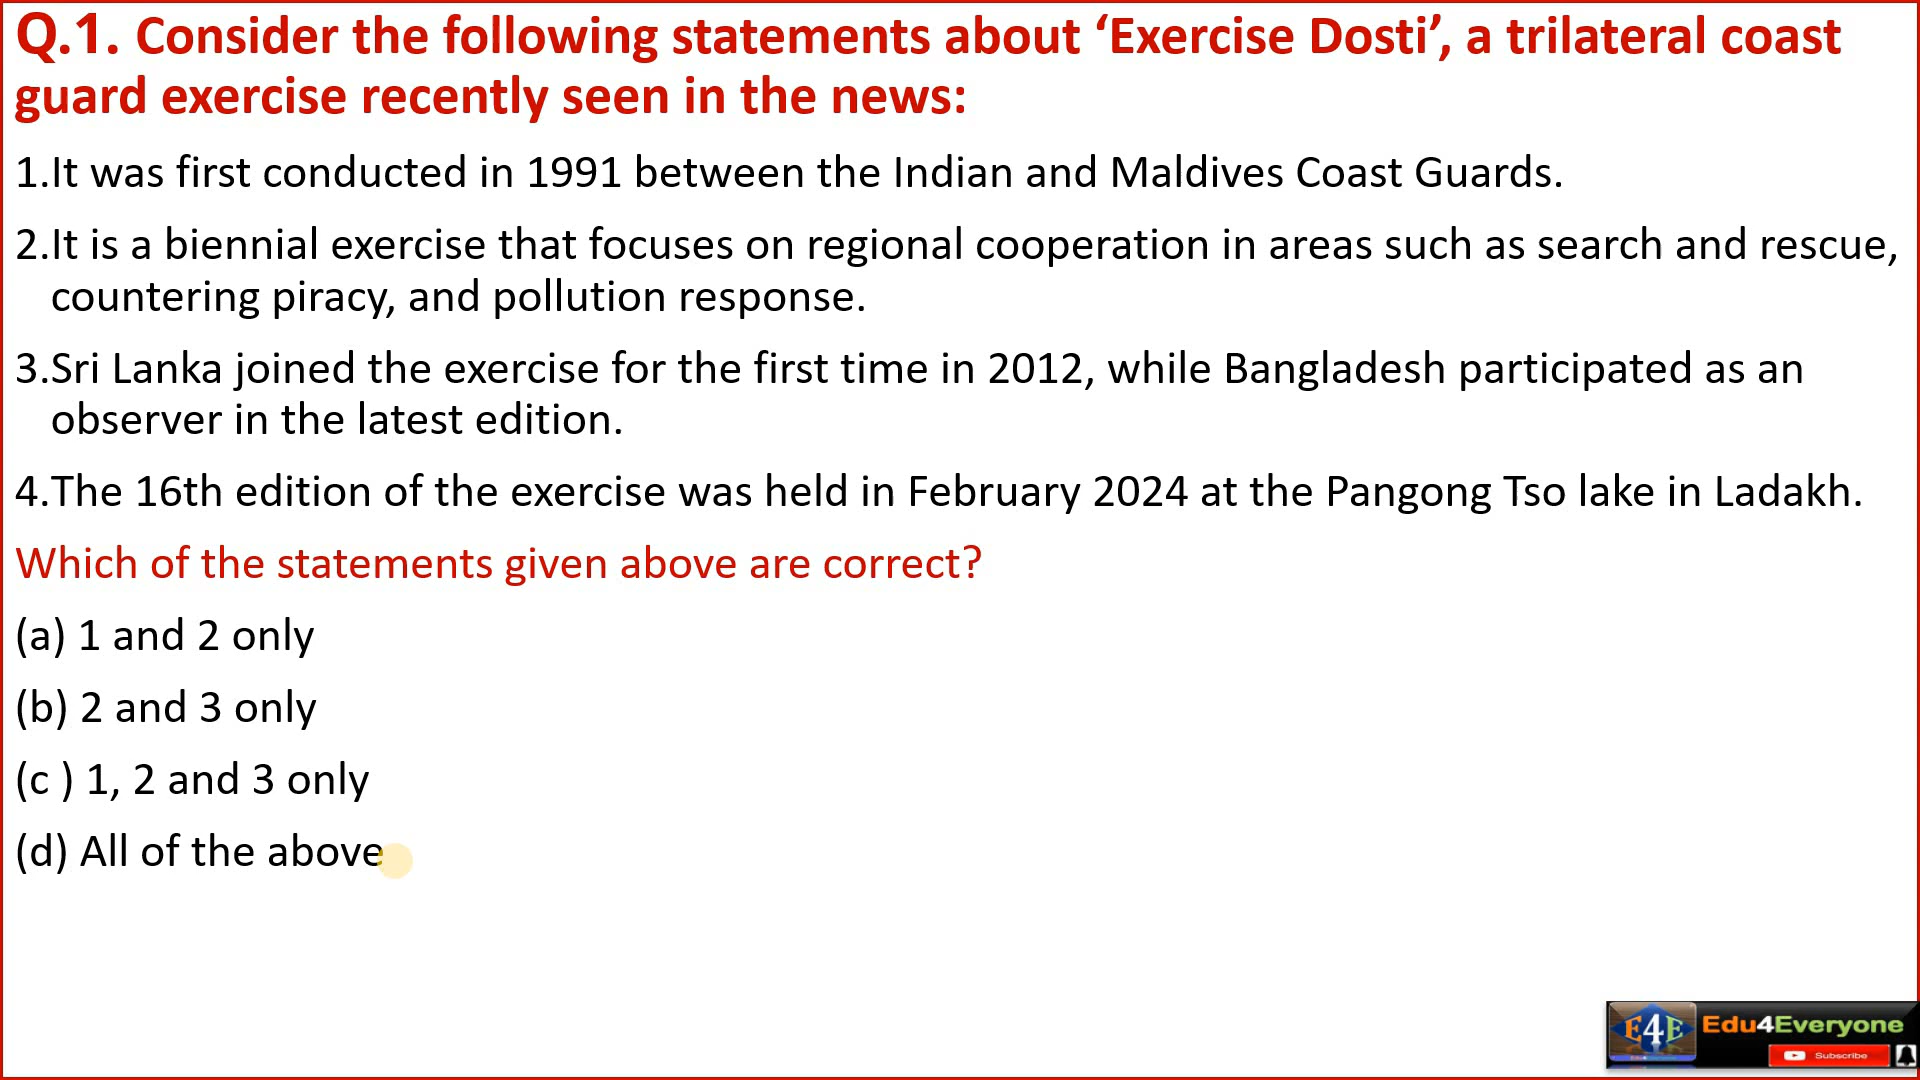 Q.1. Consider the following statements about ‘Exercise Dosti’, a trilateral coast
guard exercise recently seen in the news:
1.It was first conducted in 1991 between the Indian and Maldives Coast Guards.
2.It is a biennial exercise that focuses on regional cooperation in areas such as search and rescue,
countering piracy, and pollution response.
3.Sri Lanka joined the exercise for the first time in 2012, while Bangladesh participated as an
observer in the latest edition.
4.The 16th edition of the exercise was held in February 2024 at the Pangong Tso lake in Ladakh.
Which of the statements given above are correct?
(a) 1 and 2 only
(b) 2 and 3 only
(c ) 1, 2 and 3 only
(d) All of the above
E4E
Edu4Everyone
Subscribe